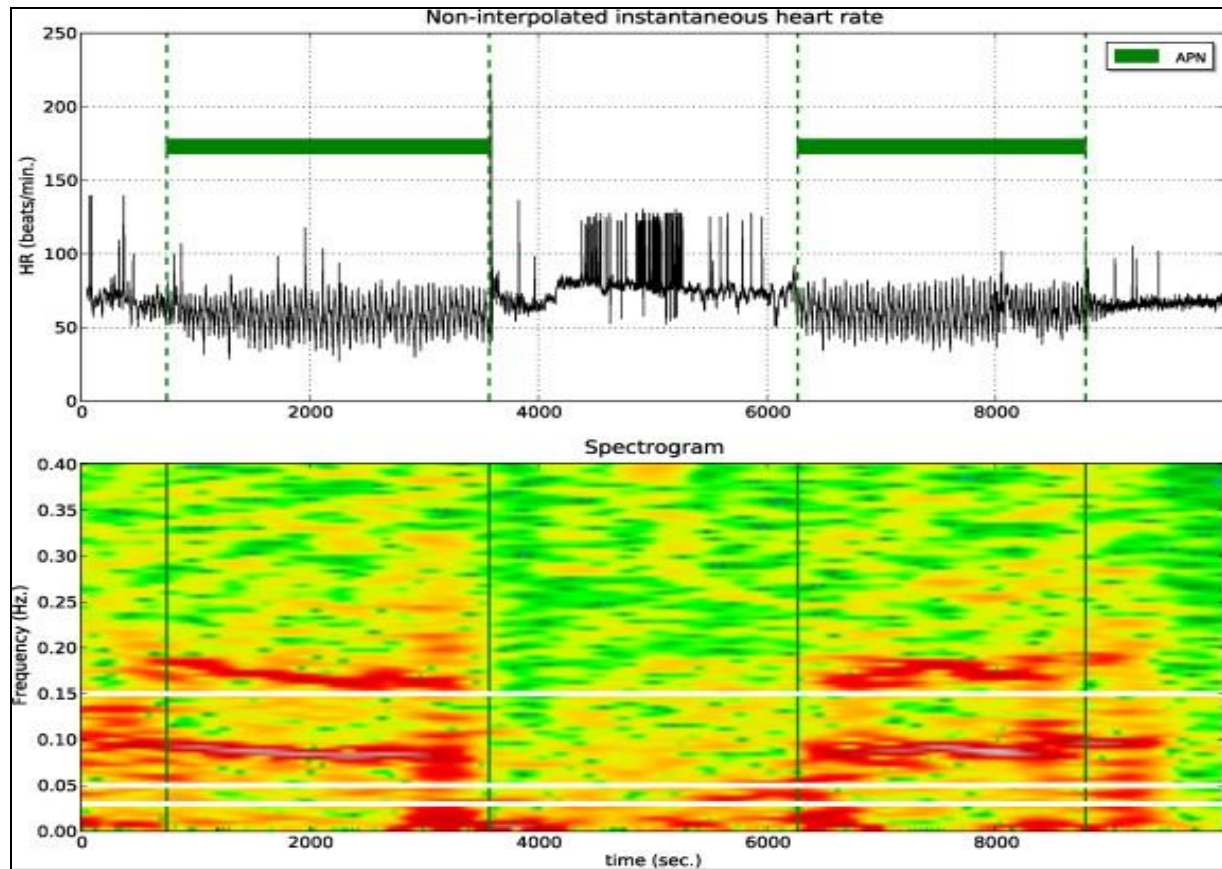 Non-interpolated instantaneous heart rate
250
200
150
100
50
0
HR (beats/min.)
APN
0 2000 4000 6000 8000
Spectrogram
0.40
0.35
0.30
0.25
0.20
0.15
0.10
0.05
0.00
Frequency (Hz.)
0 2000 4000 6000 8000
time (sec.)